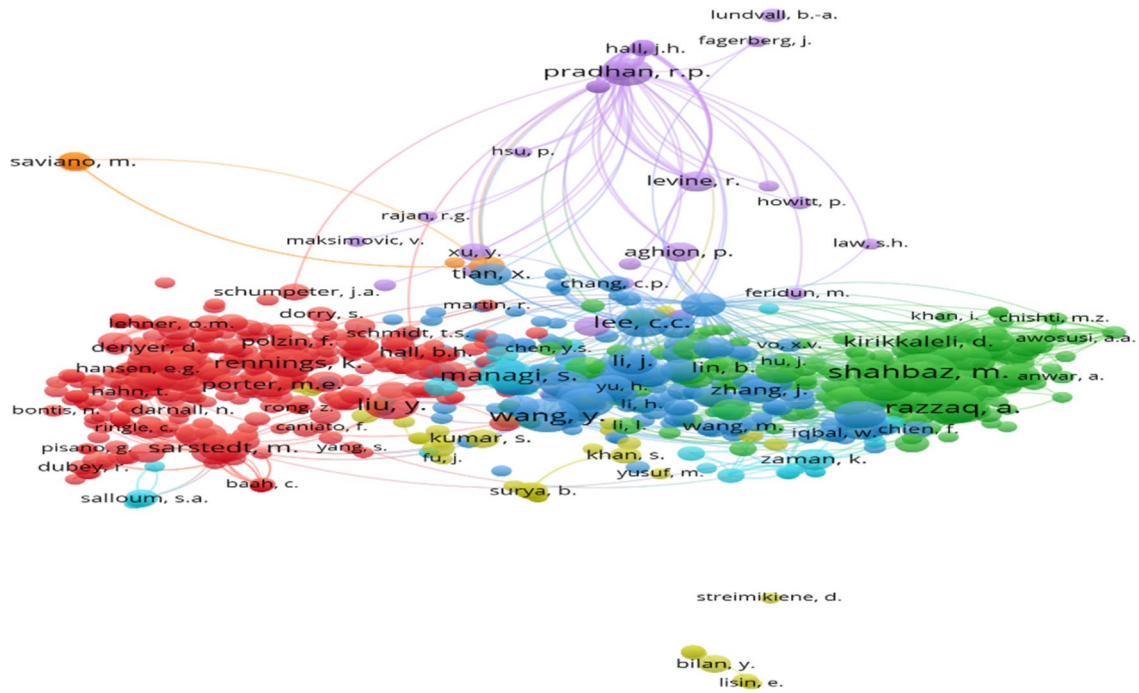 lundvall, b.-a.
fagerberg, j.
hall, j.h.
pradhan, r.p.
hsu, p.
saviano, m.
levine, r.
howitt, p.
rajan, r.g.
maksimovic, v.
law, s.h.
xu, y.
aghion, p.
tian, x.
chang, c.p.
schumpeter, j.a.
feridun, m.
martin, r.
dorry, s.
khan, i.
chishti, m.z.
lehner, o.m.
lee, c.c.
schmidt, t.s.
awosusi, a.a.
polzin, f.
kirikkaleli, d.
denyer, d.
chen, y.s.
vo, x.v.
hall, b.h.
hu, j.
rennings, k.
li, j.
lin, b.
hansen, e.g.
shahbaz, m.
managi, s.
anwar, a.
porter, m.e.
yu, h.
zhang, j.
hahn, t.
li, h.
bontis, n.
darnall, n.
rong, z.
liu, y.
razzaq, a.
wang, y.
ringle, c.
caniato, f.
li, l.
wang, m.
iqbal, w.
chien, f.
kumar, s.
pisano, g.
sarstedt, m.
yang, s.
khan, s.
fu, j.
zaman, k.
dubey, r.
yusuf, m.
baah, c.
surya, b.
salloum, s.a.
streimikiene, d.
bilan, y.
lisin, e.